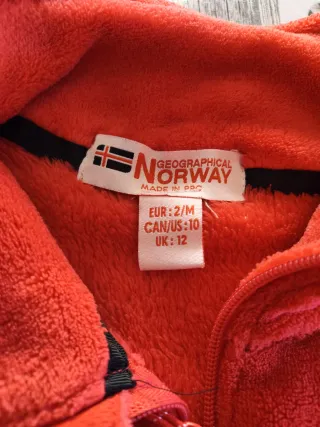 GEOGRAPHICAL
NORWAY
MADE IN PRC
EUR : 2/M
CAN/US : 10
UK : 12